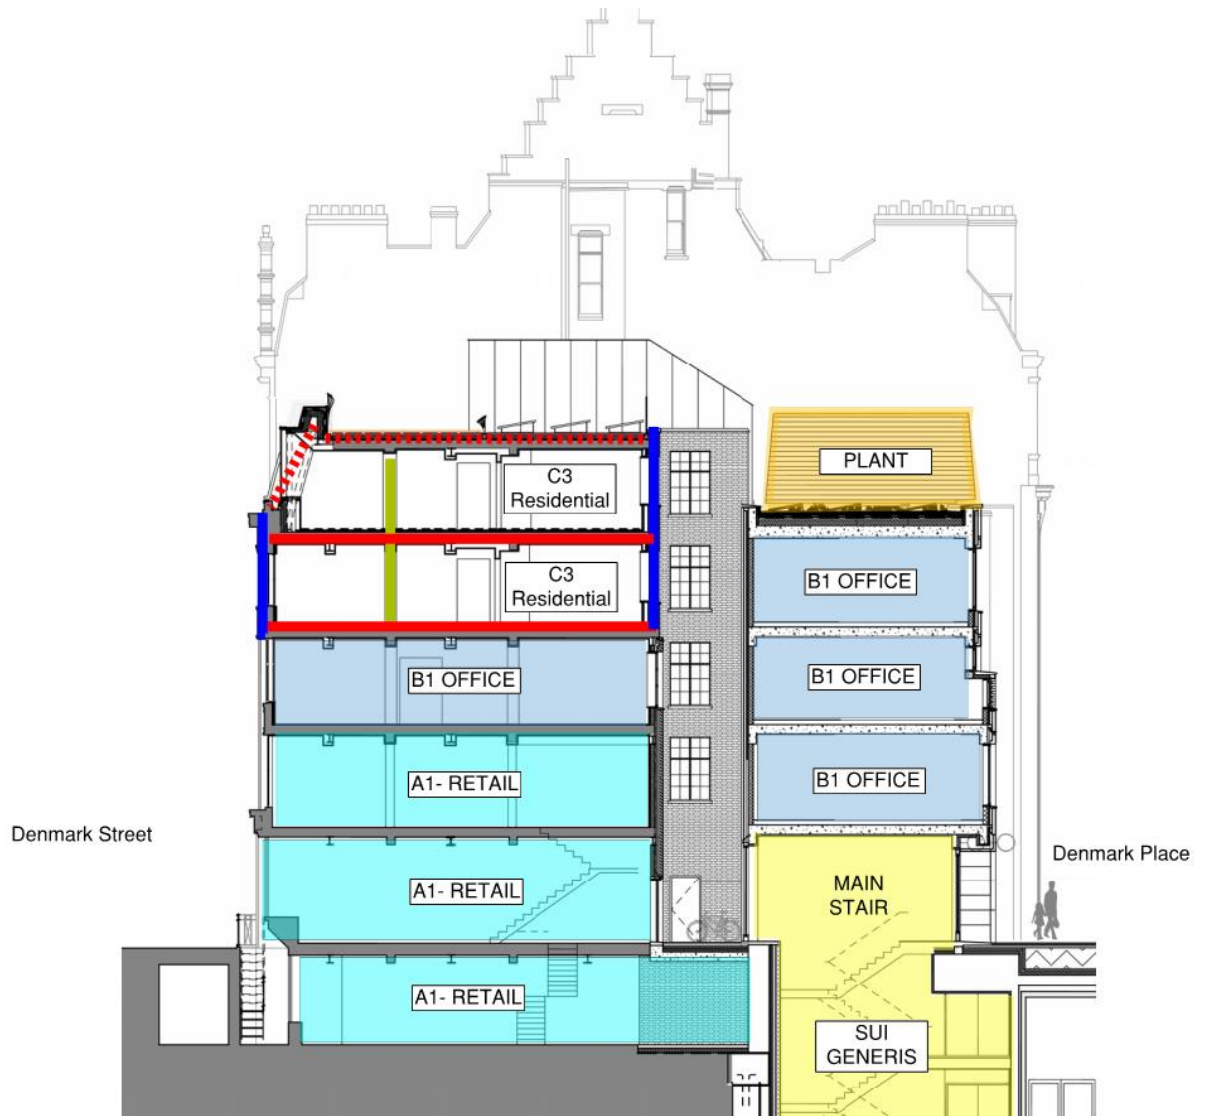 PLANT
C3
Residential
B1 OFFICE
C3
Residential
B1 OFFICE
B1 OFFICE
A1- RETAIL
B1 OFFICE
Denmark Street
Denmark Place
A1- RETAIL
MAIN
STAIR
A1- RETAIL
SUI
GENERIS